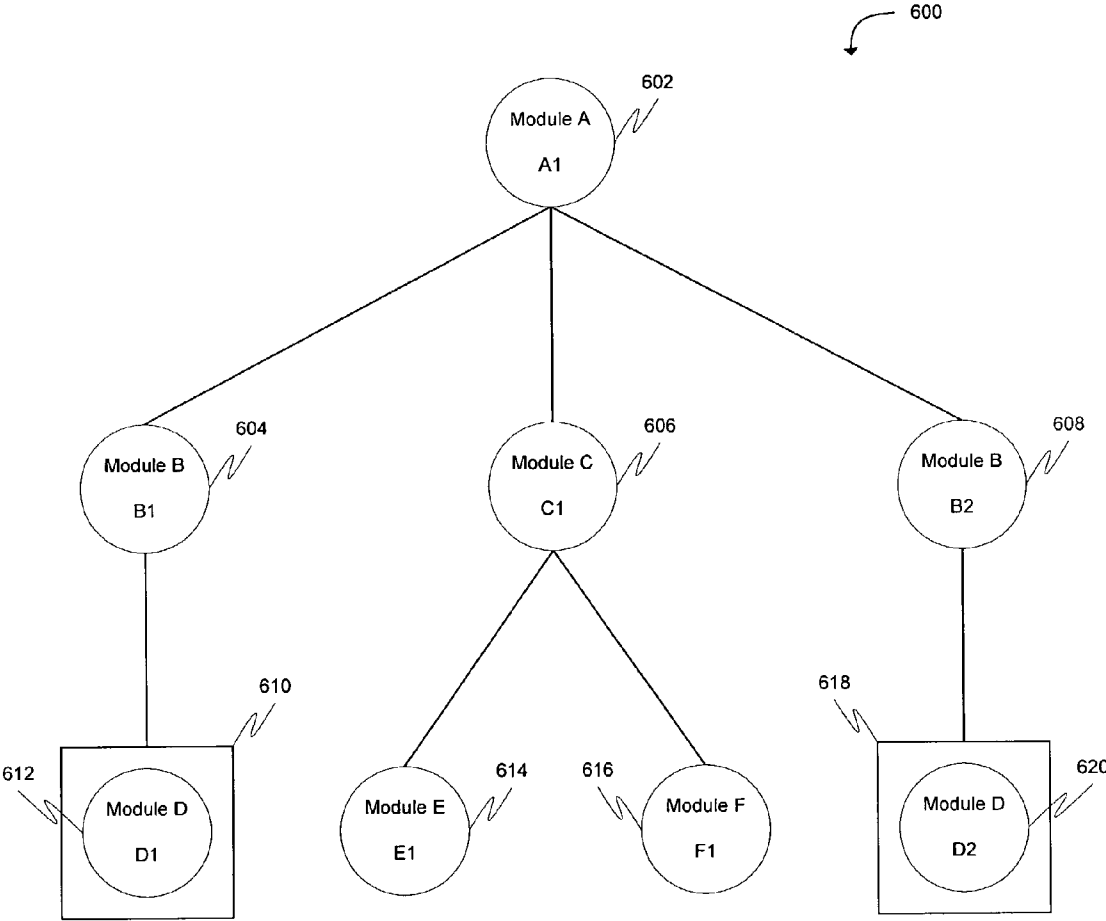 600
602
Module A
A1
604
606
608
Module B
B1
Module C
C1
Module B
B2
610
618
612
614
616
620
Module D
D1
Module E
E1
Module F
F1
Module D
D2